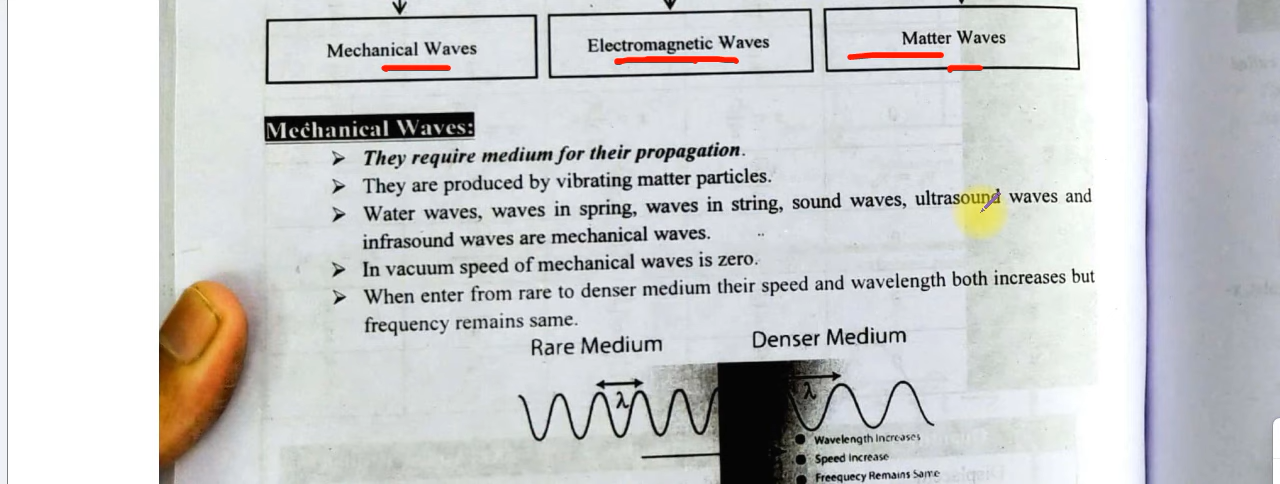 Mechanical Waves
Electromagnetic Waves
Matter Waves
Mechanical Waves:
➤ They require medium for their propagation.
➤ They are produced by vibrating matter particles.
➤ Water waves, waves in spring, waves in string, sound waves, ultrasound waves and
infrasound waves are mechanical waves.
➤ In vacuum speed of mechanical waves is zero.
➤ When enter from rare to denser medium their speed and wavelength both increases but
frequency remains same.
Rare Medium
Denser Medium
λ
λ
● Wavelength Increases
● Speed Increase
● Freequecy Remains Same